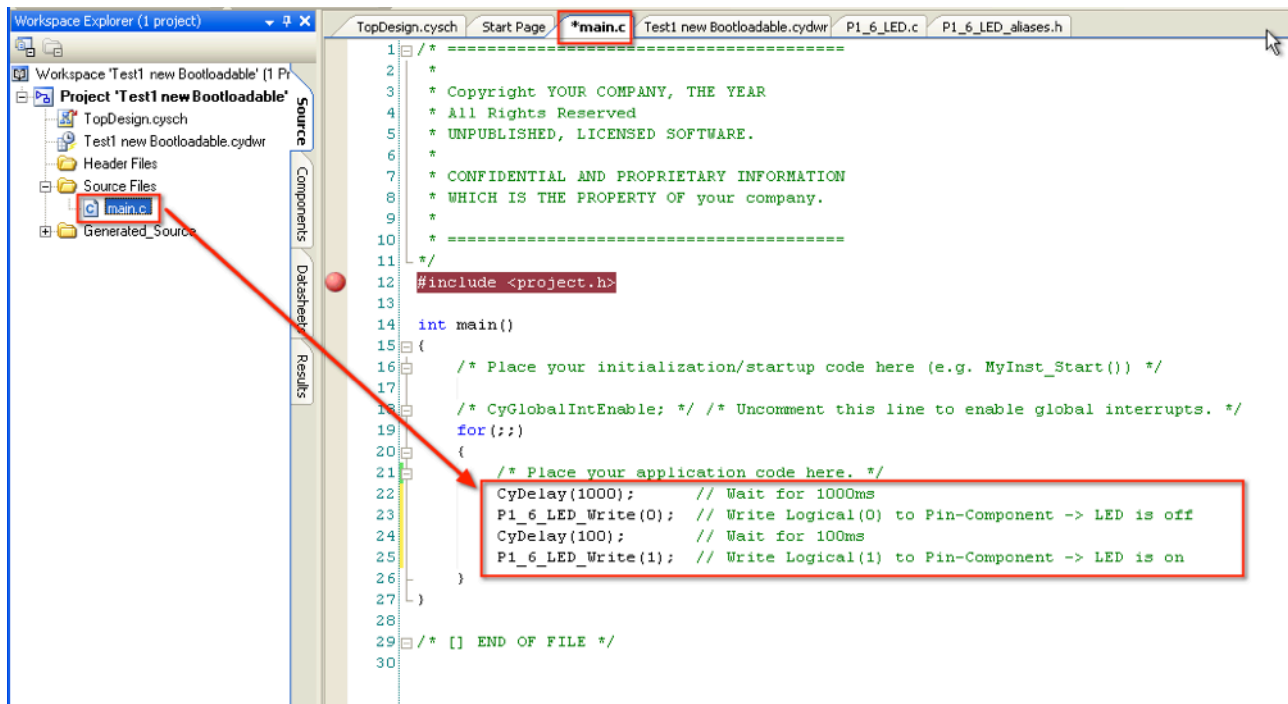 Workspace Explorer (1 project)
Workspace 'Test1 new Bootloadable' (1 Pr
Project 'Test1 new Bootloadable'
TopDesign.cysch
Test1 new Bootloadable.cydwr
Header Files
Source Files
main.c
Generated_Source
Source
Components
Datasheets
Results
TopDesign.cysch Start Page *main.c Test1 new Bootloadable.cydwr P1_6_LED.c P1_6_LED_aliases.h
1 /* ========================================
2 *
3 * Copyright YOUR COMPANY, THE YEAR
4 * All Rights Reserved
5 * UNPUBLISHED, LICENSED SOFTWARE.
6 *
7 * CONFIDENTIAL AND PROPRIETARY INFORMATION
8 * WHICH IS THE PROPERTY OF your company.
9 *
10 * ========================================
11 */
12 #include <project.h>
13
14 int main()
15 {
16 /* Place your initialization/startup code here (e.g. MyInst_Start()) */
17
18 /* CyGlobalIntEnable; */ /* Uncomment this line to enable global interrupts. */
19 for(;;)
20 {
21 /* Place your application code here. */
22 CyDelay(1000); // Wait for 1000ms
23 P1_6_LED_Write(0); // Write Logical(0) to Pin-Component -> LED is off
24 CyDelay(100); // Wait for 100ms
25 P1_6_LED_Write(1); // Write Logical(1) to Pin-Component -> LED is on
26 }
27 }
28
29 /* [] END OF FILE */
30